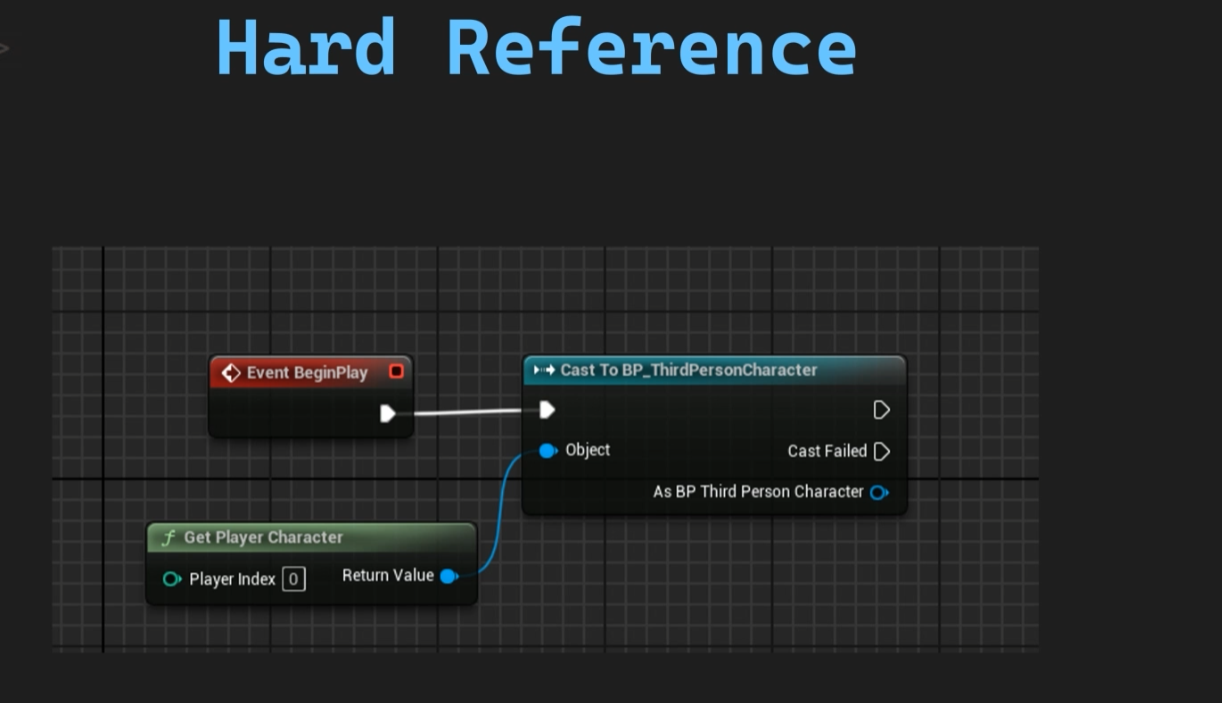 >
Hard Reference
Event BeginPlay
Cast To BP_ThirdPersonCharacter
Object
Cast Failed
As BP Third Person Character
f Get Player Character
Player Index 0
Return Value